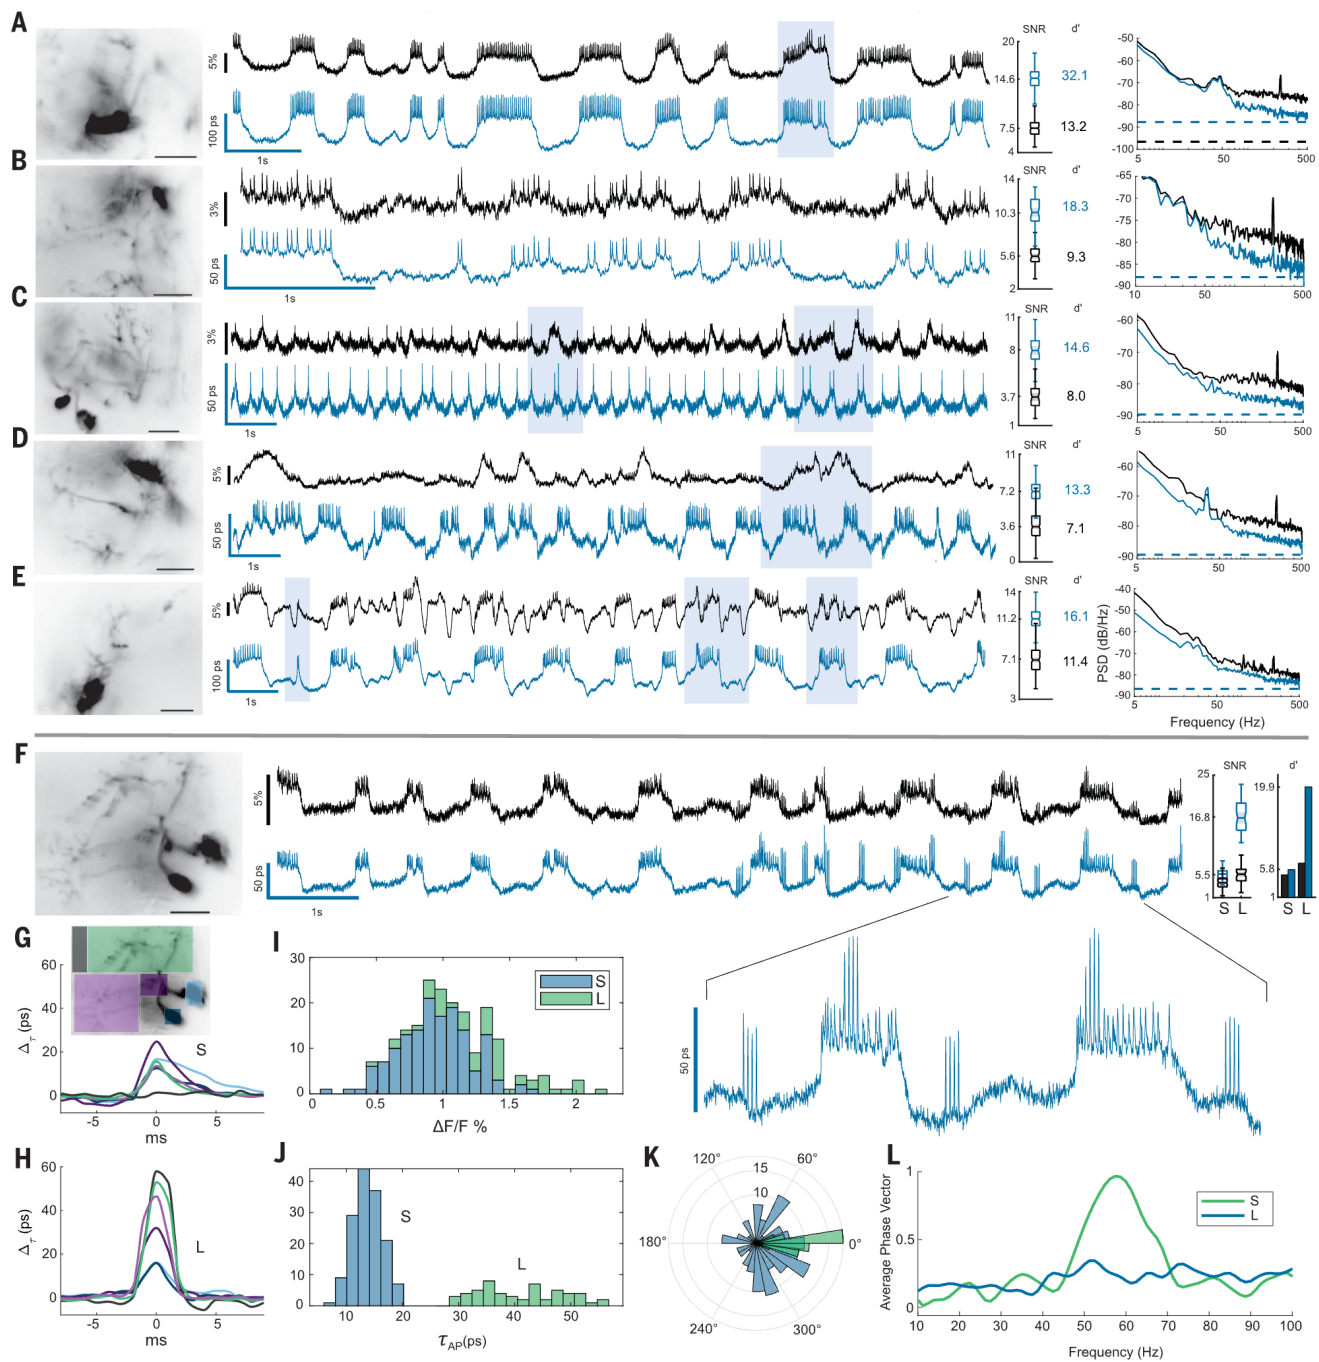 A
5%
100 ps
1s
SNR
20
14.6
7.5
4
d'
32.1
13.2
-50
-60
-70
-80
-90
-100
5
50
500
B
3%
50 ps
1s
SNR
14
10.3
5.6
2
d'
18.3
9.3
-65
-70
-75
-80
-85
-90
10
50
500
C
3%
50 ps
1s
SNR
11
8
3.7
1
d'
14.6
8.0
-60
-70
-80
-90
5
50
500
D
5%
50 ps
1s
SNR
11
7.2
3.6
0
d'
13.3
7.1
-60
-70
-80
-90
5
50
500
E
5%
100 ps
1s
SNR
14
11.2
7.1
3
d'
16.1
11.4
PSD (dB/Hz)
-40
-50
-60
-70
-80
-90
5
50
500
Frequency (Hz)
F
5%
50 ps
1s
SNR
25
16.8
5.5
1
S L
d'
19.9
5.8
1
S L
50 ps
G
Δτ (ps)
60
40
20
0
S
-5 0 5
ms
H
Δτ (ps)
60
40
20
0
L
-5 0 5
ms
I
30
20
10
0
S
L
0 0.5 1 1.5 2
ΔF/F %
J
40
30
20
10
0
S
L
10 20 30 40 50
τAP(ps)
K
120°
60°
15
10
180°
0°
240°
300°
L
Average Phase Vector
1
0.5
0
S
L
10 20 30 40 50 60 70 80 90 100
Frequency (Hz)